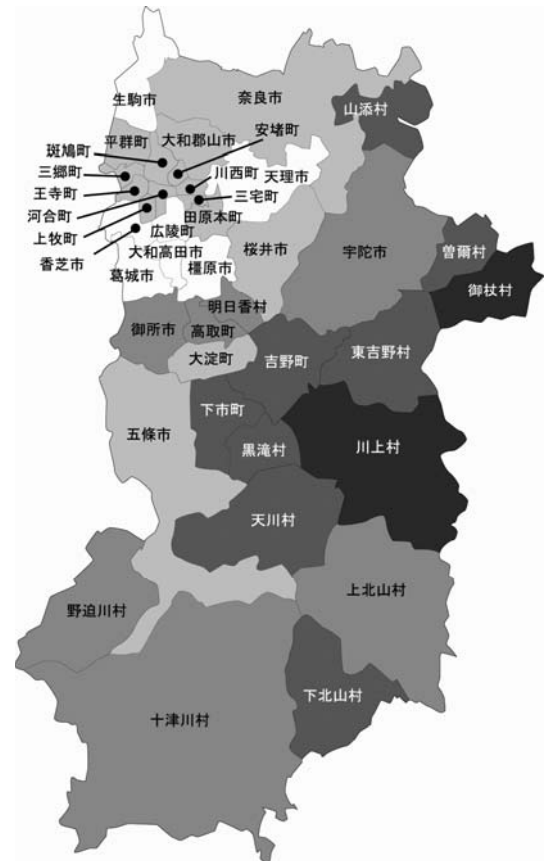 生駒市
奈良市
山添村
平群町
大和郡山市
安堵町
斑鳩町
三郷町
川西町
天理市
王寺町
三宅町
河合町
田原本町
上牧町
広陵町
香芝市
大和高田市
桜井市
宇陀市
曽爾村
葛城市
橿原市
御杖村
明日香村
御所市
高取町
大淀町
吉野町
東吉野村
下市町
五條市
黒滝村
川上村
天川村
上北山村
野迫川村
下北山村
十津川村